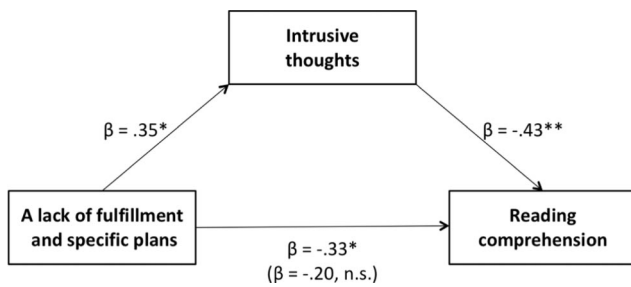 Intrusive
thoughts
β = .35*
β = -.43**
A lack of fulfillment
and specific plans
Reading
comprehension
β = -.33*
(β = -.20, n.s.)